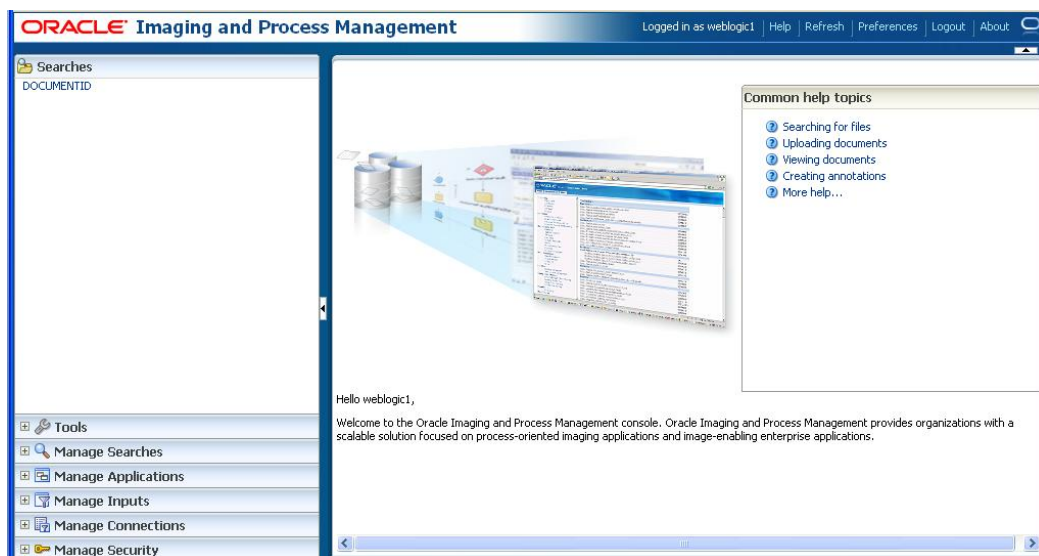 ORACLE Imaging and Process Management
Logged in as weblogic1 | Help | Refresh | Preferences | Logout | About
Searches
DOCUMENTID
Common help topics
Searching for files
Uploading documents
Viewing documents
Creating annotations
More help...
Hello weblogic1,
Welcome to the Oracle Imaging and Process Management console. Oracle Imaging and Process Management provides organizations with a
scalable solution focused on process-oriented imaging applications and image-enabling enterprise applications.
Tools
Manage Searches
Manage Applications
Manage Inputs
Manage Connections
Manage Security